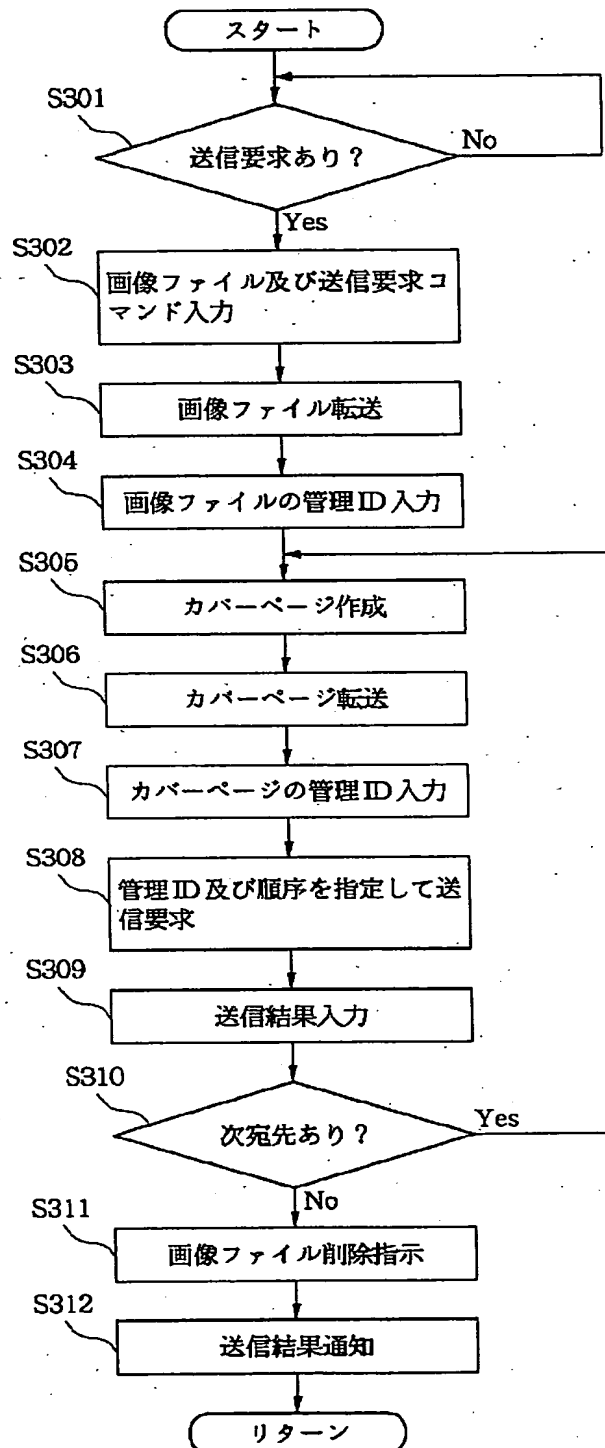 スタート
S301
送信要求あり？
No
Yes
S302
画像ファイル及び送信要求コ
マンド入力
S303
画像ファイル転送
S304
画像ファイルの管理ID入力
S305
カバーページ作成
S306
カバーページ転送
S307
カバーページの管理ID入力
S308
管理ID及び順序を指定して送
信要求
S309
送信結果入力
S310
次宛先あり？
Yes
No
S311
画像ファイル削除指示
S312
送信結果通知
リターン